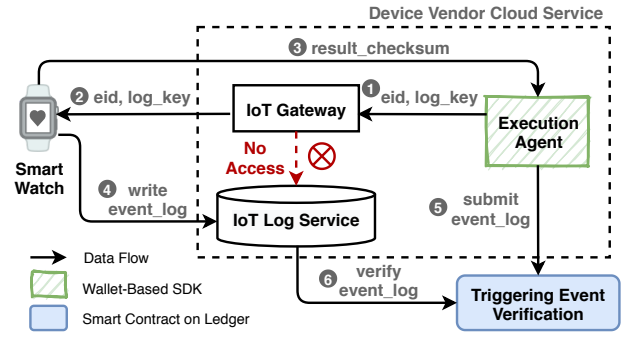 Device Vendor Cloud Service
3 result_checksum
2 eid, log_key
1 eid, log_key
IoT Gateway
Execution
Agent
No
Access
Smart
Watch
4 write
event_log
IoT Log Service
5 submit
event_log
6 verify
event_log
Triggering Event
Verification
Data Flow
Wallet-Based SDK
Smart Contract on Ledger